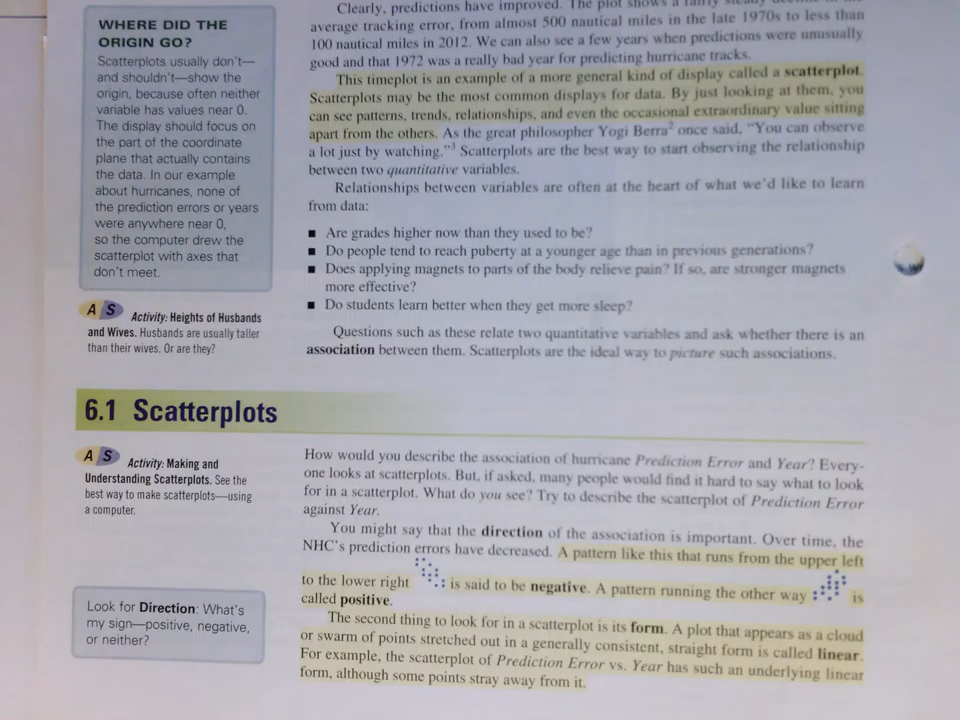 WHERE DID THE
ORIGIN GO?
Scatterplots usually don't—
and shouldn't—show the
origin, because often neither
variable has values near 0.
The display should focus on
the part of the coordinate
plane that actually contains
the data. In our example
about hurricanes, none of
the prediction errors or years
were anywhere near 0,
so the computer drew the
scatterplot with axes that
don't meet.
A S Activity: Heights of Husbands
and Wives. Husbands are usually taller
than their wives. Or are they?
Clearly, predictions have improved. The plot shows a fairly steady decline in
average tracking error, from almost 500 nautical miles in the late 1970s to less than
100 nautical miles in 2012. We can also see a few years when predictions were unusually
good and that 1972 was a really bad year for predicting hurricane tracks.
This timeplot is an example of a more general kind of display called a scatterplot.
Scatterplots may be the most common displays for data. By just looking at them, you
can see patterns, trends, relationships, and even the occasional extraordinary value sitting
apart from the others. As the great philosopher Yogi Berra² once said, "You can observe
a lot just by watching."³ Scatterplots are the best way to start observing the relationship
between two quantitative variables.
Relationships between variables are often at the heart of what we'd like to learn
from data:
■ Are grades higher now than they used to be?
■ Do people tend to reach puberty at a younger age than in previous generations?
■ Does applying magnets to parts of the body relieve pain? If so, are stronger magnets
more effective?
■ Do students learn better when they get more sleep?
Questions such as these relate two quantitative variables and ask whether there is an
association between them. Scatterplots are the ideal way to picture such associations.
6.1 Scatterplots
A S Activity: Making and
Understanding Scatterplots. See the
best way to make scatterplots—using
a computer.
Look for Direction: What's
my sign—positive, negative,
or neither?
How would you describe the association of hurricane Prediction Error and Year? Every-
one looks at scatterplots. But, if asked, many people would find it hard to say what to look
for in a scatterplot. What do you see? Try to describe the scatterplot of Prediction Error
against Year.
You might say that the direction of the association is important. Over time, the
NHC's prediction errors have decreased. A pattern like this that runs from the upper left
to the lower right is said to be negative. A pattern running the other way is
called positive.
The second thing to look for in a scatterplot is its form. A plot that appears as a cloud
or swarm of points stretched out in a generally consistent, straight form is called linear.
For example, the scatterplot of Prediction Error vs. Year has such an underlying linear
form, although some points stray away from it.